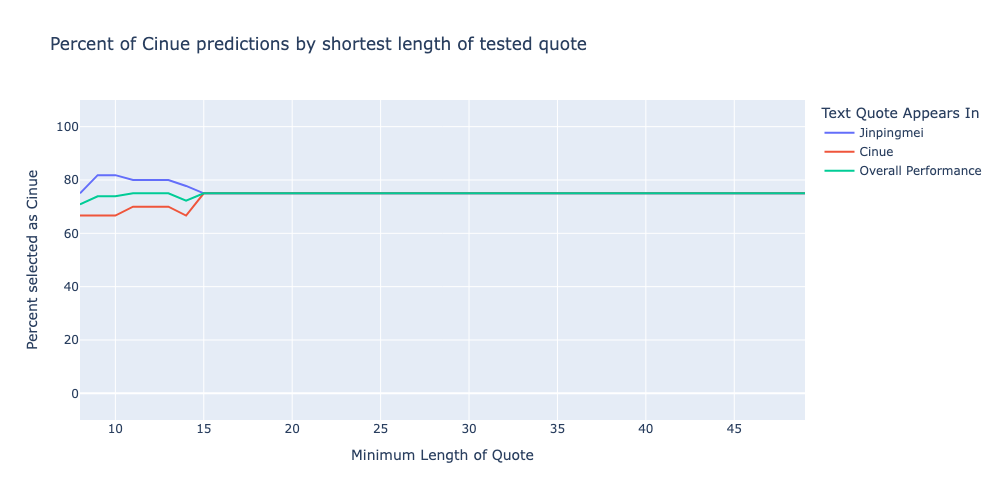 Percent of Cinue predictions by shortest length of tested quote
Text Quote Appears In
Jinpingmei
Cinue
Overall Performance
Percent selected as Cinue
100
80
60
40
20
0
10 15 20 25 30 35 40 45
Minimum Length of Quote